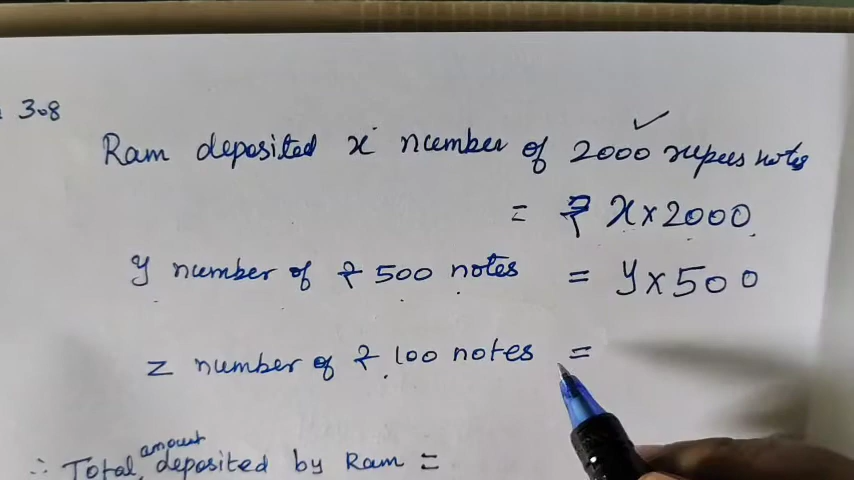 3.8
Ram deposited x number of 2000 rupees notes
= ₹ x × 2000
y number of ₹ 500 notes = y × 500
z number of ₹ 100 notes =
∴ Total amount deposited by Ram =